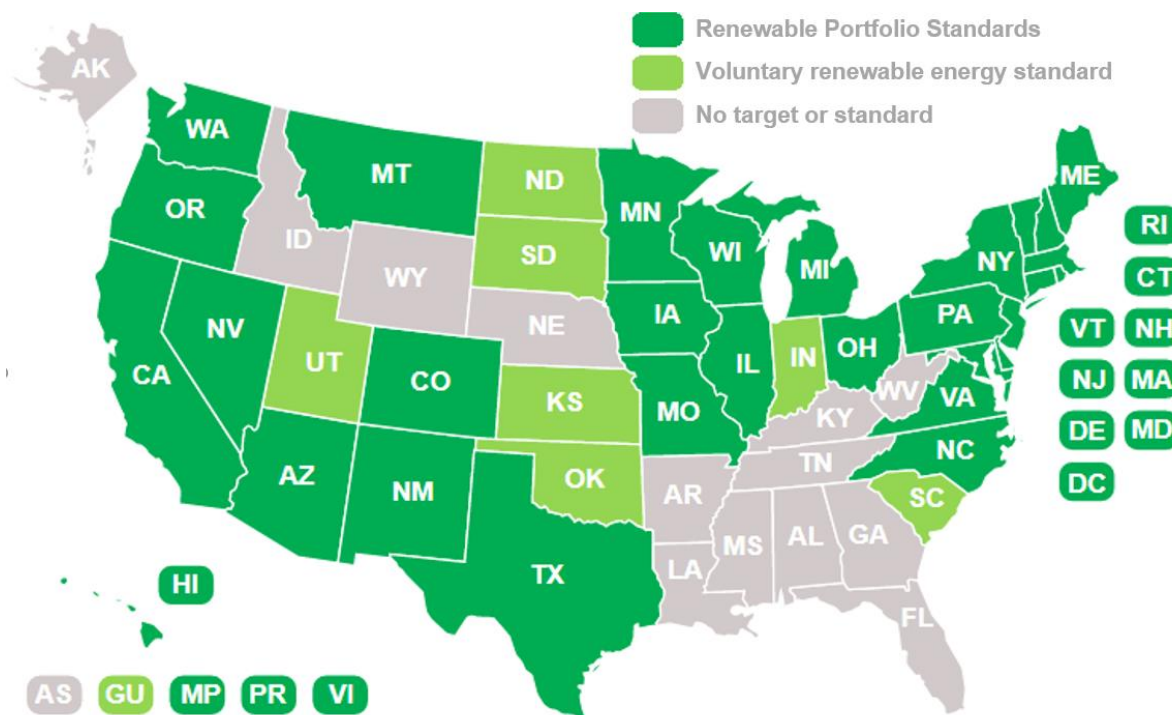 Renewable Portfolio Standards
Voluntary renewable energy standard
No target or standard
AK
WA
MT
ND
MN
ME
OR
ID
SD
WI
MI
NY
RI
WY
CT
NV
NE
IA
PA
VT
NH
CA
UT
CO
IL
IN
OH
NJ
MA
KS
MO
KY
WV
VA
DE
MD
AZ
NM
OK
AR
TN
NC
DC
SC
TX
LA
MS
AL
GA
FL
HI
AS
GU
MP
PR
VI